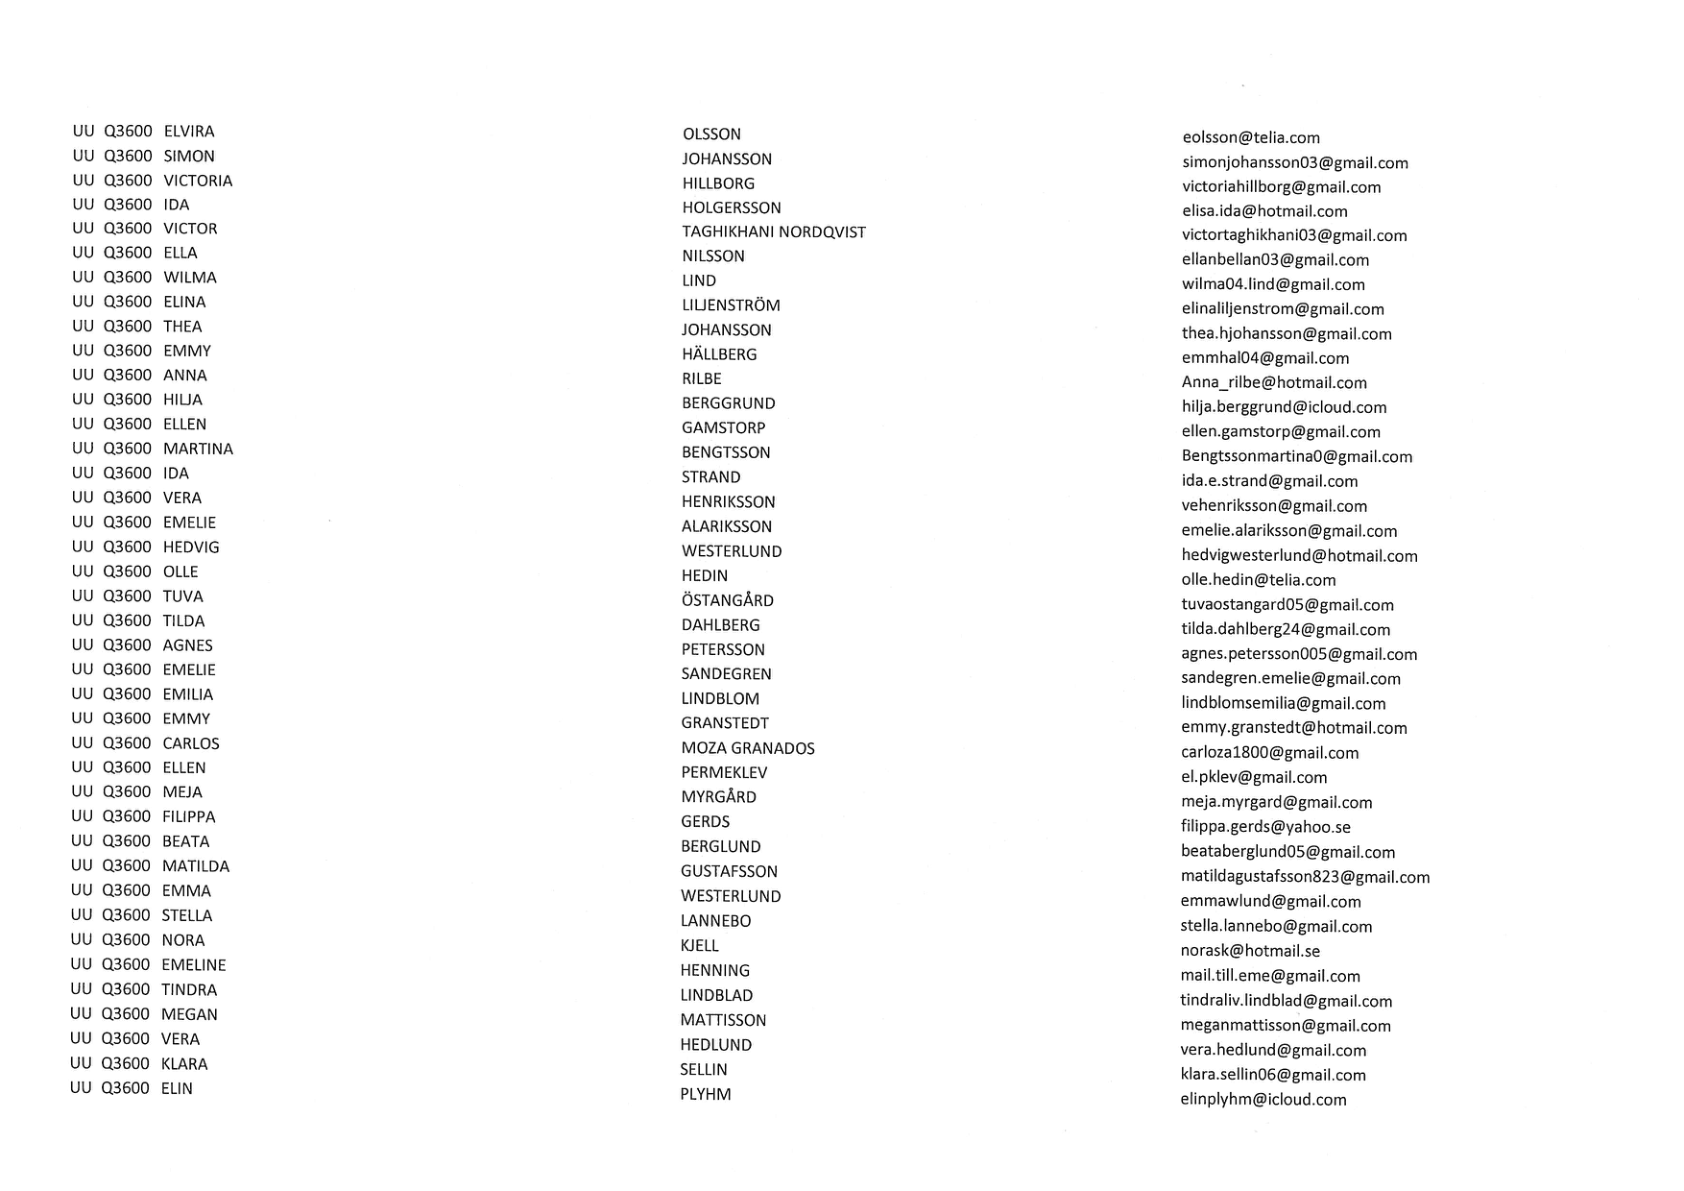 UU Q3600 ELVIRA OLSSON eolsson@telia.com
UU Q3600 SIMON JOHANSSON simonjohansson03@gmail.com
UU Q3600 VICTORIA HILLBORG victoriahillborg@gmail.com
UU Q3600 IDA HOLGERSSON elisa.ida@hotmail.com
UU Q3600 VICTOR TAGHIKHANI NORDQVIST victortaghikhani03@gmail.com
UU Q3600 ELLA NILSSON ellanbellan03@gmail.com
UU Q3600 WILMA LIND wilma04.lind@gmail.com
UU Q3600 ELINA LILJENSTRÖM elinaliljenstrom@gmail.com
UU Q3600 THEA JOHANSSON thea.hjohansson@gmail.com
UU Q3600 EMMY HÄLLBERG emmhal04@gmail.com
UU Q3600 ANNA RILBE Anna_rilbe@hotmail.com
UU Q3600 HILJA BERGGRUND hilja.berggrund@icloud.com
UU Q3600 ELLEN GAMSTORP ellen.gamstorp@gmail.com
UU Q3600 MARTINA BENGTSSON Bengtssonmartina0@gmail.com
UU Q3600 IDA STRAND ida.e.strand@gmail.com
UU Q3600 VERA HENRIKSSON vehenriksson@gmail.com
UU Q3600 EMELIE ALARIKSSON emelie.alariksson@gmail.com
UU Q3600 HEDVIG WESTERLUND hedvigwesterlund@hotmail.com
UU Q3600 OLLE HEDIN olle.hedin@telia.com
UU Q3600 TUVA ÖSTANGÅRD tuvaostangard05@gmail.com
UU Q3600 TILDA DAHLBERG tilda.dahlberg24@gmail.com
UU Q3600 AGNES PETERSSON agnes.petersson005@gmail.com
UU Q3600 EMELIE SANDEGREN sandegren.emelie@gmail.com
UU Q3600 EMILIA LINDBLOM lindblomsemilia@gmail.com
UU Q3600 EMMY GRANSTEDT emmy.granstedt@hotmail.com
UU Q3600 CARLOS MOZA GRANADOS carloza1800@gmail.com
UU Q3600 ELLEN PERMEKLEV el.pklev@gmail.com
UU Q3600 MEJA MYRGÅRD meja.myrgard@gmail.com
UU Q3600 FILIPPA GERDS filippa.gerds@yahoo.se
UU Q3600 BEATA BERGLUND beataberglund05@gmail.com
UU Q3600 MATILDA GUSTAFSSON matildagustafsson823@gmail.com
UU Q3600 EMMA WESTERLUND emmawlund@gmail.com
UU Q3600 STELLA LANNEBO stella.lannebo@gmail.com
UU Q3600 NORA KJELL norask@hotmail.se
UU Q3600 EMELINE HENNING mail.till.eme@gmail.com
UU Q3600 TINDRA LINDBLAD tindraliv.lindblad@gmail.com
UU Q3600 MEGAN MATTISSON meganmattisson@gmail.com
UU Q3600 VERA HEDLUND vera.hedlund@gmail.com
UU Q3600 KLARA SELLIN klara.sellin06@gmail.com
UU Q3600 ELIN PLYHM elinplyhm@icloud.com